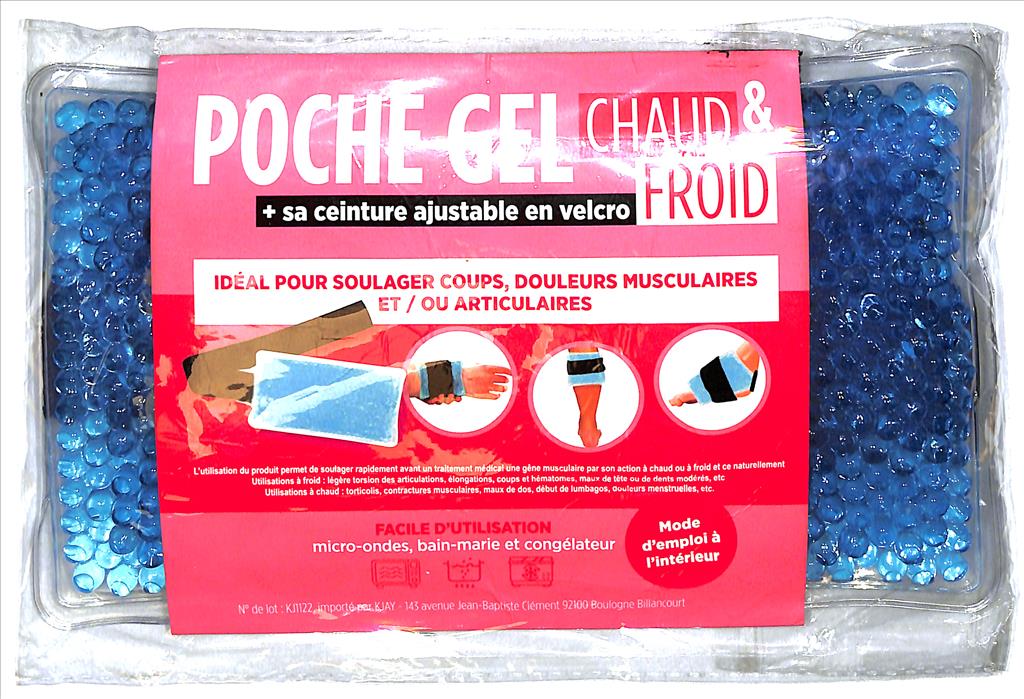 POCHE GEL CHAUD &
FROID
+ sa ceinture ajustable en velcro
IDÉAL POUR SOULAGER COUPS, DOULEURS MUSCULAIRES
ET / OU ARTICULAIRES
L'utilisation du produit permet de soulager rapidement avant un traitement médical une gêne musculaire par son action à chaud ou à froid et ce naturellement
Utilisations à froid : légère torsion des articulations, élongations, coups et hématomes, maux de tête ou de dents modérés, etc
Utilisations à chaud : torticolis, contractures musculaires, maux de dos, début de lumbagos, douleurs menstruelles, etc.
FACILE D'UTILISATION
micro-ondes, bain-marie et congélateur
Mode
d'emploi à
l'intérieur
N° de lot : KJ1122, importé par KJAY - 143 avenue Jean-Baptiste Clément 92100 Boulogne Billancourt